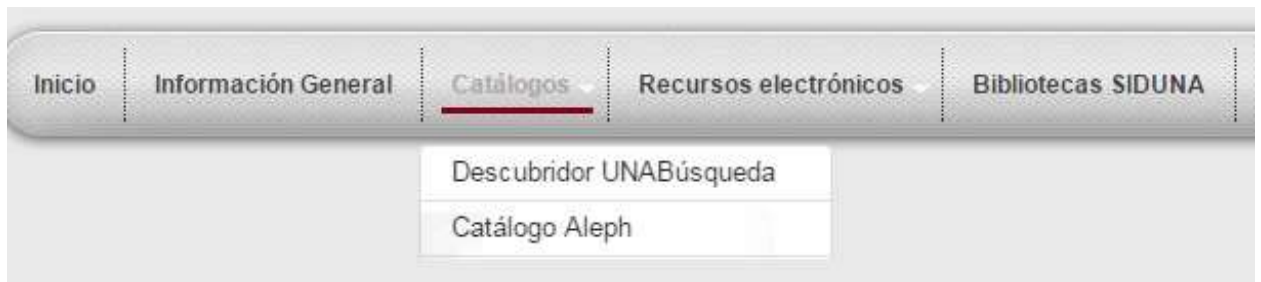 Inicio Información General Catálogos Recursos electrónicos Bibliotecas SIDUNA
Descubridor UNABúsqueda
Catálogo Aleph